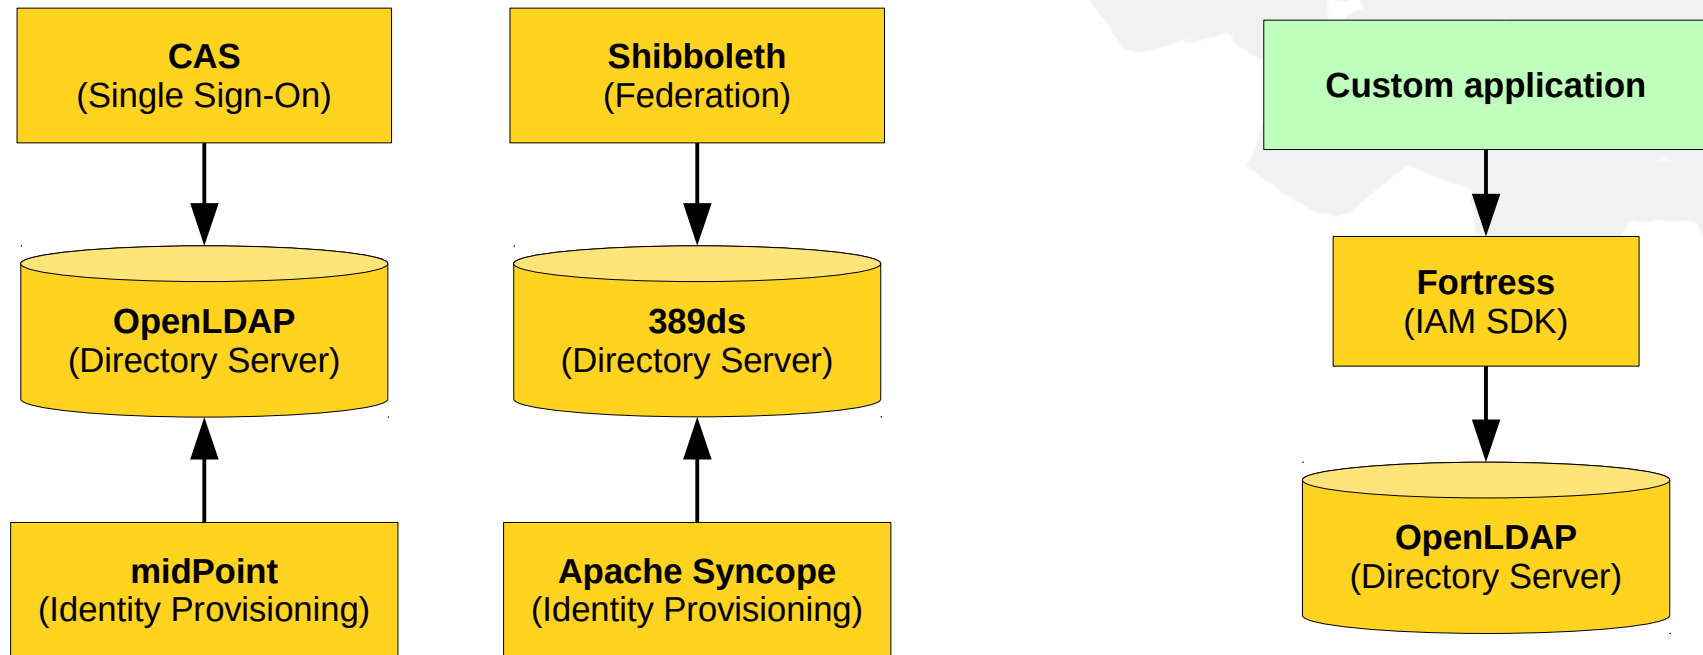 CAS
(Single Sign-On)
Shibboleth
(Federation)
Custom application
OpenLDAP
(Directory Server)
389ds
(Directory Server)
Fortress
(IAM SDK)
midPoint
(Identity Provisioning)
Apache Syncope
(Identity Provisioning)
OpenLDAP
(Directory Server)